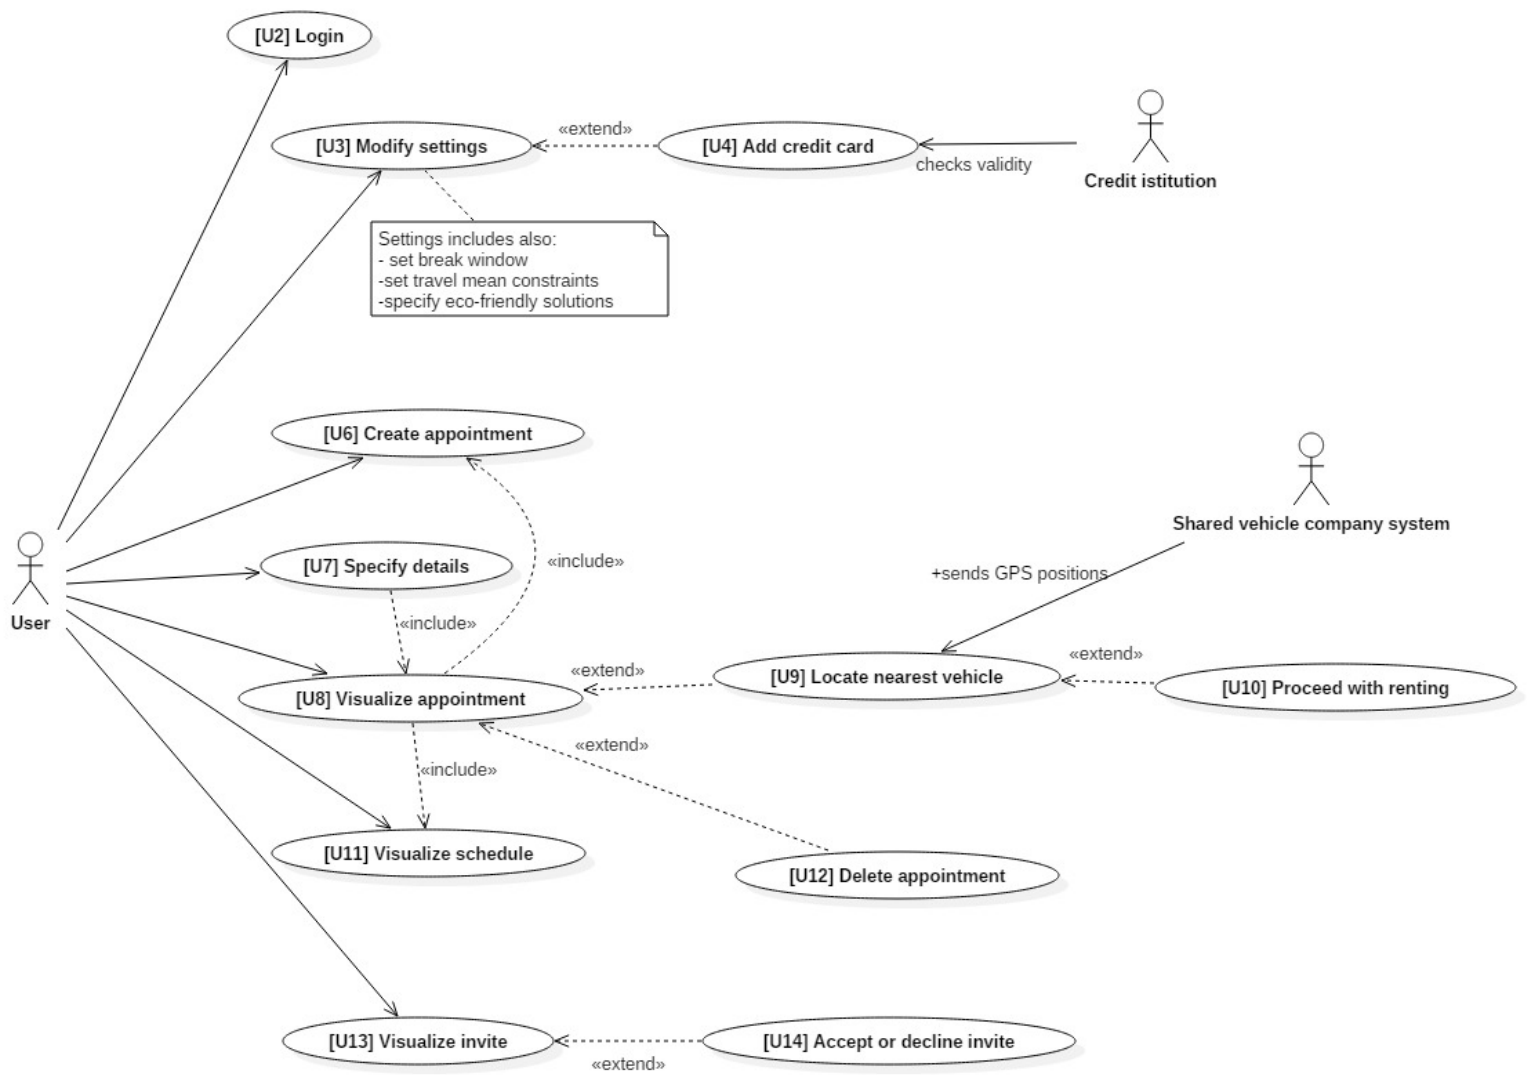 [U2] Login
[U3] Modify settings
«extend»
[U4] Add credit card
checks validity
Credit istitution
Settings includes also:
- set break window
-set travel mean constraints
-specify eco-friendly solutions
[U6] Create appointment
Shared vehicle company system
«include»
[U7] Specify details
+sends GPS positions
User
«include»
«extend»
«extend»
[U9] Locate nearest vehicle
[U10] Proceed with renting
[U8] Visualize appointment
«extend»
«include»
[U11] Visualize schedule
[U12] Delete appointment
[U13] Visualize invite
[U14] Accept or decline invite
«extend»